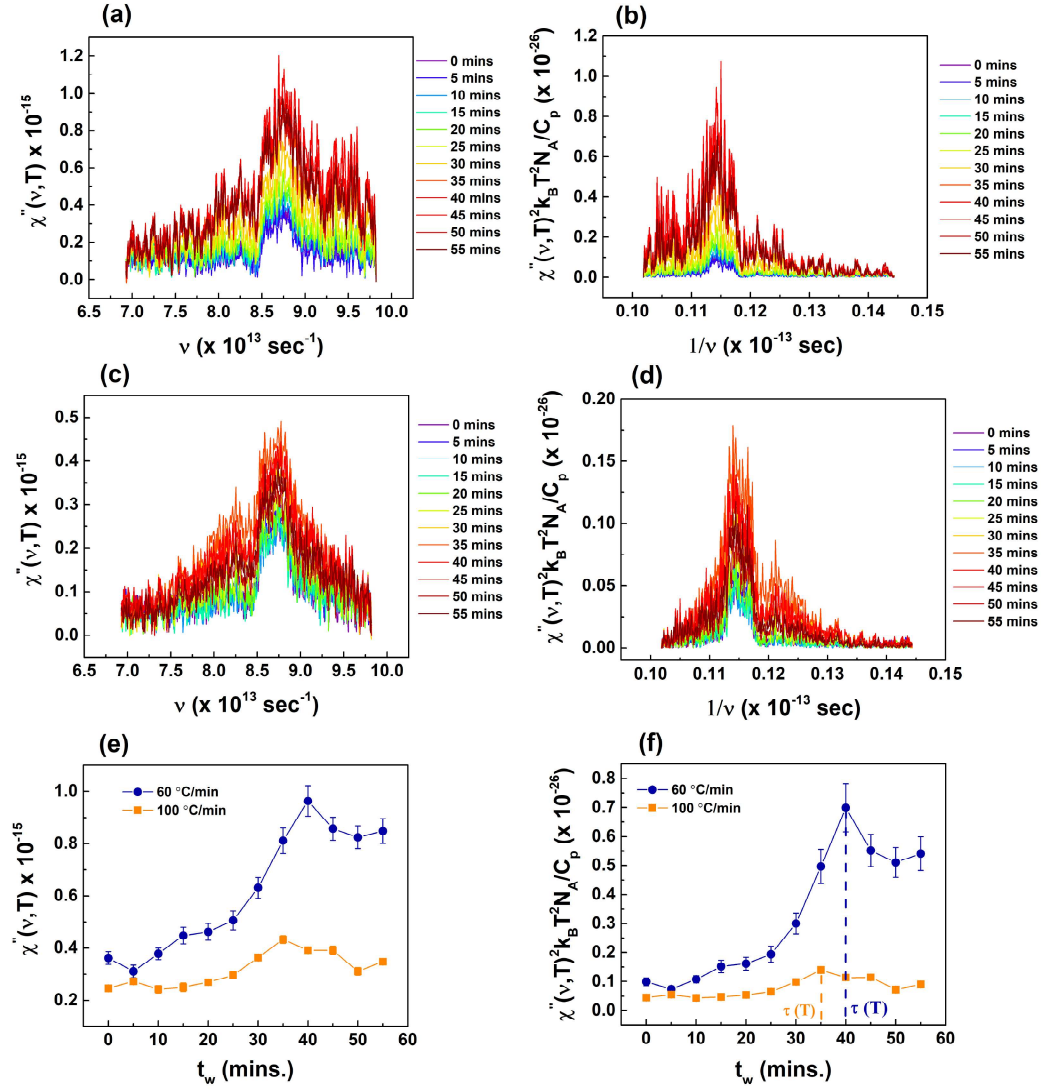 (a)
χ"(ν,T) x 10⁻¹⁵
1.2
1.0
0.8
0.6
0.4
0.2
0.0
6.5 7.0 7.5 8.0 8.5 9.0 9.5 10.0
ν (x 10¹³ sec⁻¹)
0 mins
5 mIns
10 mins
15 mins
20 mins
25 mins
30 mins
35 mins
40 mIns
45 mins
50 mins
55 mins
(b)
χ"(ν,T)²k_BT²N_A/C_p (x 10⁻²⁶)
1.2
1.0
0.8
0.6
0.4
0.2
0.0
0.10 0.11 0.12 0.13 0.14 0.15
1/ν (x 10⁻¹³ sec)
0 mins
5 mins
10 mins
15 mins
20 mins
25 mins
30 mins
35 mins
40 mins
45 mins
50 mins
55 mins
(c)
χ"(ν,T) x 10⁻¹⁵
0.5
0.4
0.3
0.2
0.1
0.0
6.5 7.0 7.5 8.0 8.5 9.0 9.5 10.0
ν (x 10¹³ sec⁻¹)
0 mins
5 mins
10 mins
15 mins
20 mins
25 mins
30 mins
35 mins
40 mins
45 mins
50 mins
55 mins
(d)
χ"(ν,T)²k_BT²N_A/C_p (x 10⁻²⁶)
0.20
0.15
0.10
0.05
0.00
0.10 0.11 0.12 0.13 0.14 0.15
1/ν (x 10⁻¹³ sec)
0 mins
5 mins
10 mins
15 mins
20 mins
25 mins
30 mins
35 mins
40 mins
45 mins
50 mins
55 mins
(e)
χ"(ν,T) x 10⁻¹⁵
1.0
0.8
0.6
0.4
0.2
60 °C/min
100 °C/min
0 10 20 30 40 50 60
t_w (mins.)
(f)
χ"(ν,T)²k_BT²N_A/C_p (x 10⁻²⁶)
0.8
0.7
0.6
0.5
0.4
0.3
0.2
0.1
0.0
60 °C/min
100 °C/min
τ (T) τ (T)
0 10 20 30 40 50 60
t_w (mins.)